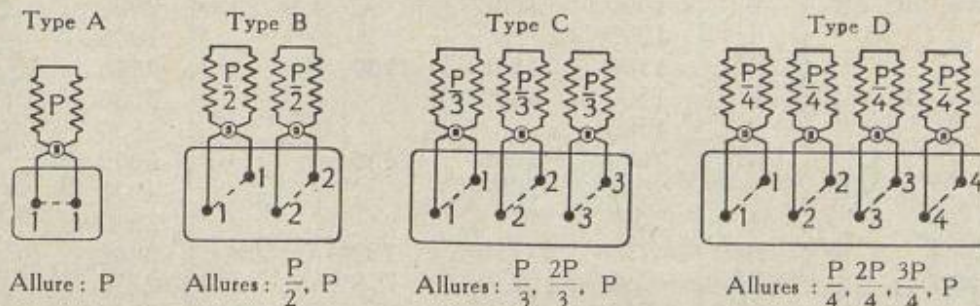 Type A Type B Type C Type D
P P/2 P/2 P/3 P/3 P/3 P/4 P/4 P/4 P/4
1 2 1 2 3 1 2 3 4
1 1 1 2 1 2 3 1 2 3 4
Allure : P Allures : P/2, P Allures : P/3, 2P/3, P Allures : P/4, 2P/4, 3P/4, P